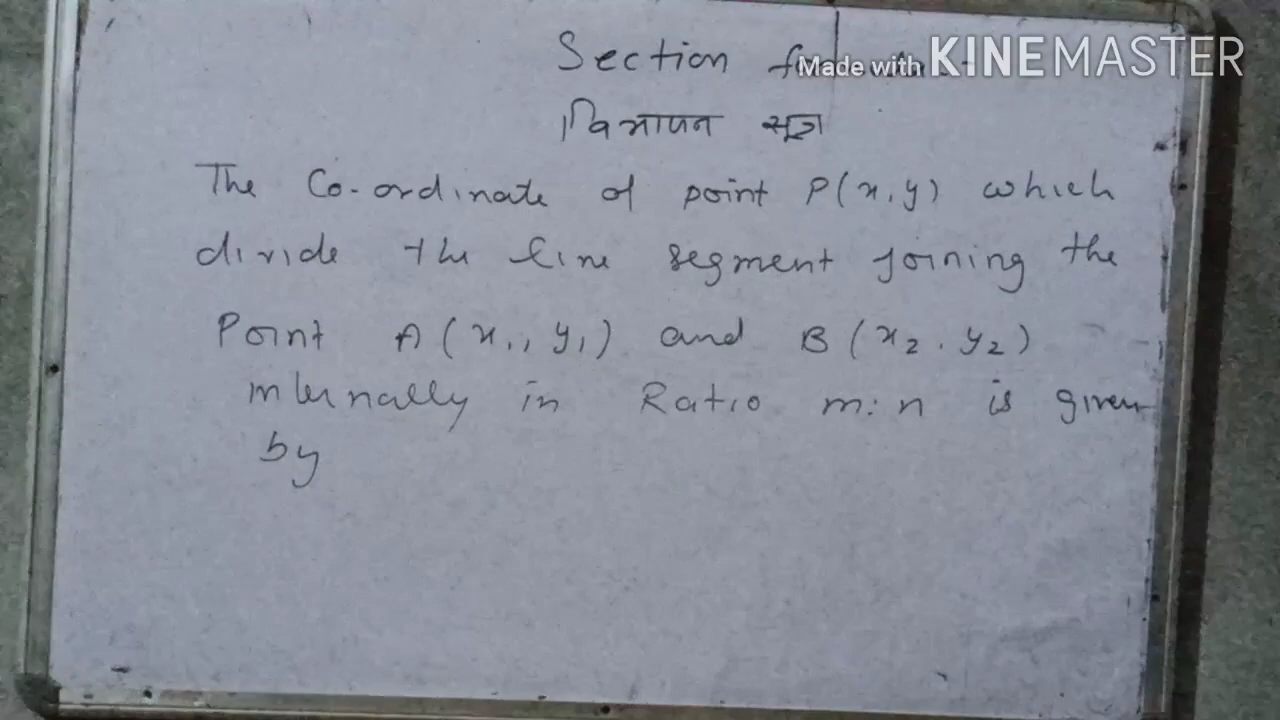 Section
Made with KINEMASTER
विभाजन सूत्र
The Co-ordinate of point P(x,y) which
divide the line segment joining the
Point A(x₁, y₁) and B(x₂, y₂)
internally in Ratio m:n is given
by